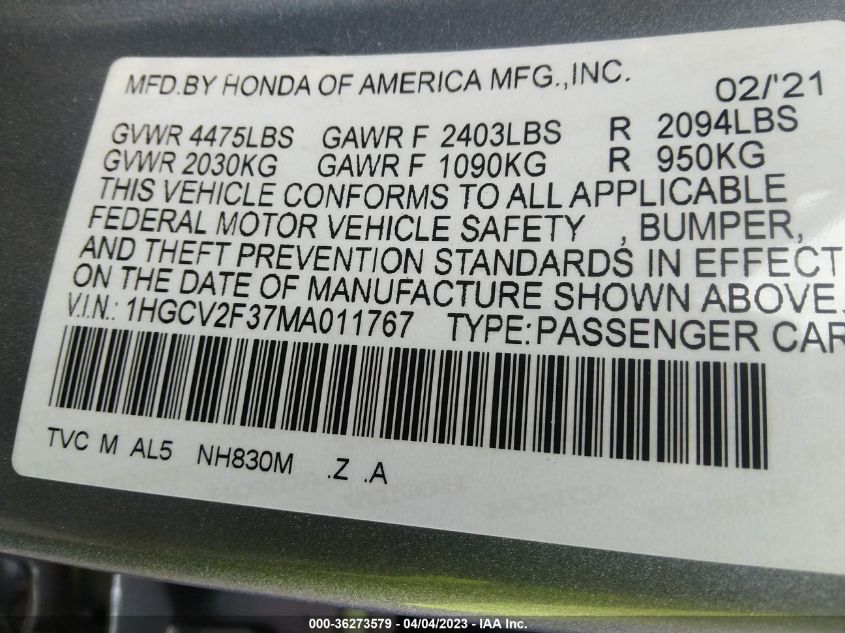 MFD.BY HONDA OF AMERICA MFG.,INC. 02/'21
GVWR 4475LBS GAWR F 2403LBS R 2094LBS
GVWR 2030KG GAWR F 1090KG R 950KG
THIS VEHICLE CONFORMS TO ALL APPLICABLE
FEDERAL MOTOR VEHICLE SAFETY , BUMPER,
AND THEFT PREVENTION STANDARDS IN EFFECT
ON THE DATE OF MANUFACTURE SHOWN ABOVE.
V.I.N.: 1HGCV2F37MA011767 TYPE:PASSENGER CAR
TVC M AL5 NH830M .Z .A
000-36273579 - 04/04/2023 - IAA Inc.